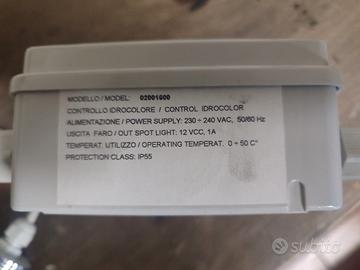 MODELLO / MODEL: 02001600
CONTROLLO IDROCOLORE / CONTROL IDROCOLOR
ALIMENTAZIONE / POWER SUPPLY: 230 ÷ 240 VAC, 50/60 Hz
USCITA FARO / OUT SPOT LIGHT: 12 VCC, 1A
TEMPERAT. UTILIZZO / OPERATING TEMPERAT. 0 ÷ 50 C°
PROTECTION CLASS: IP55
subito